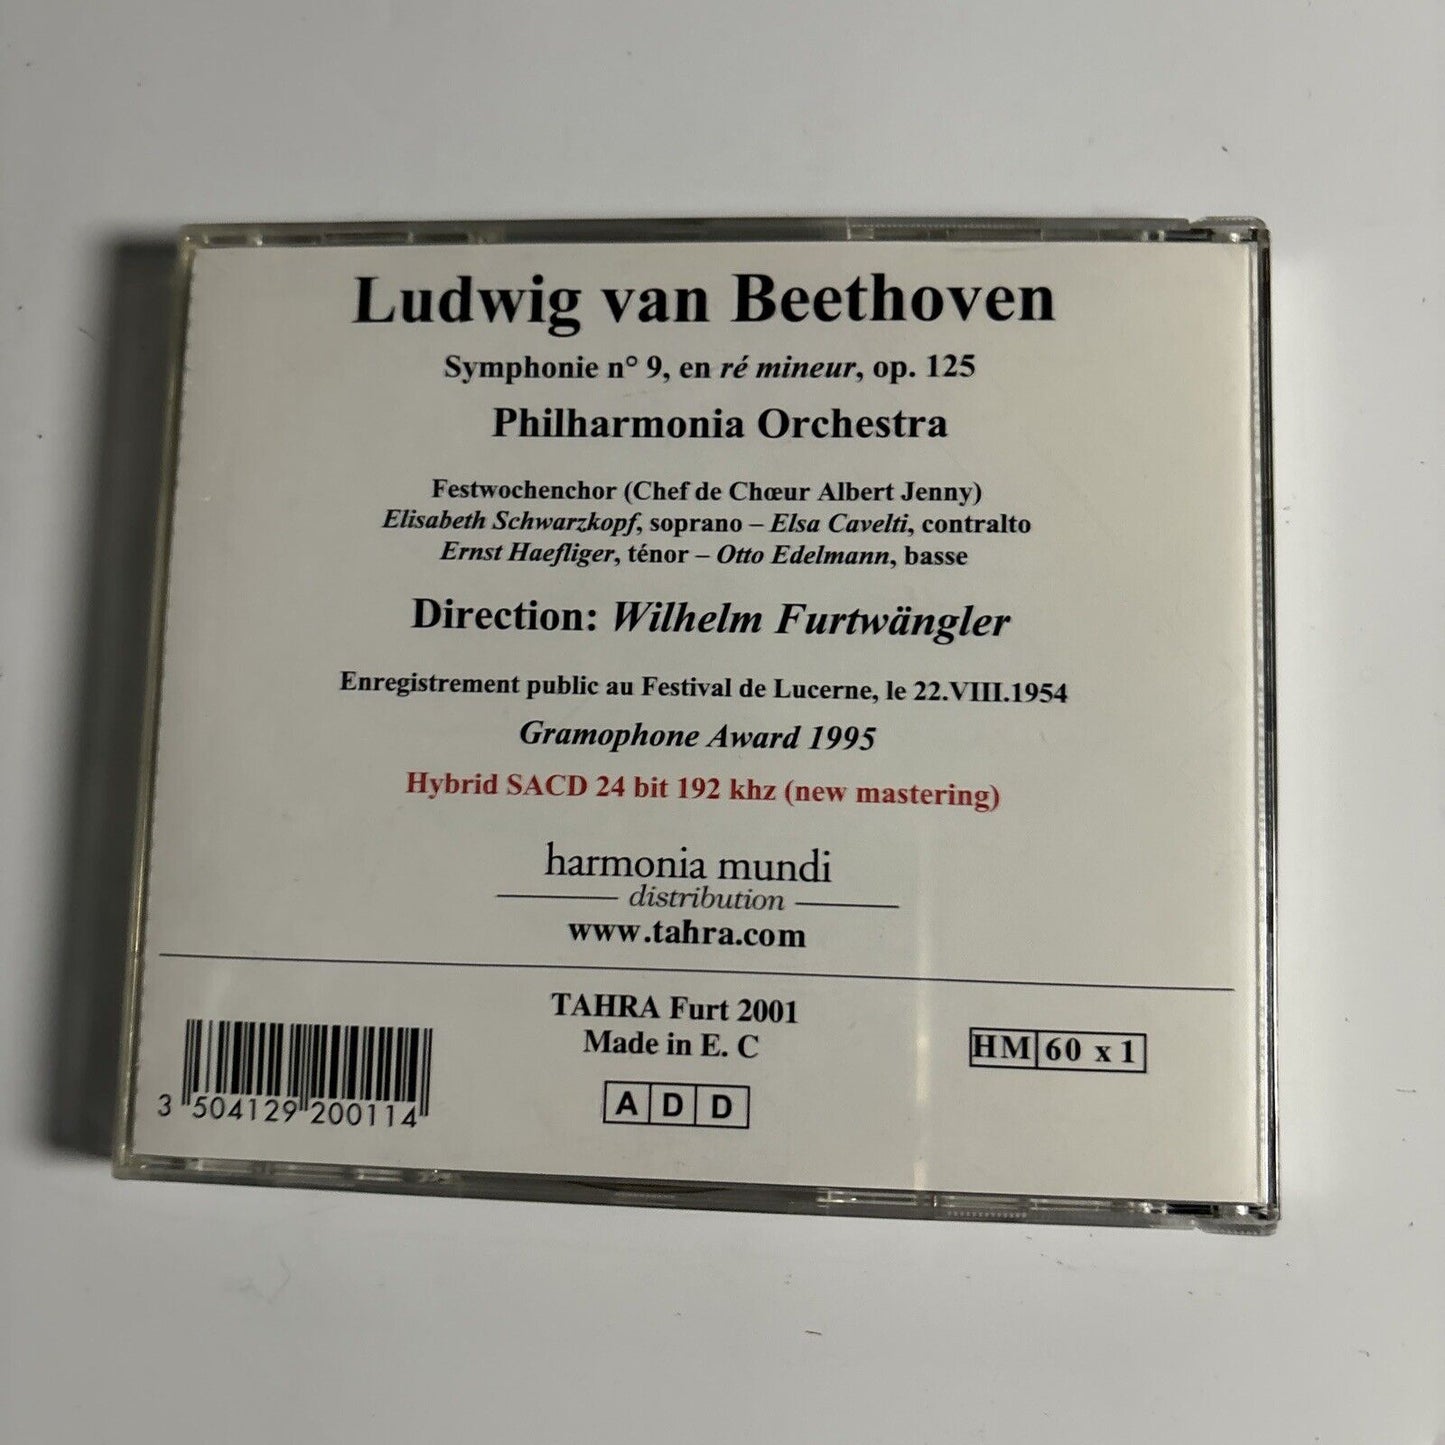 Ludwig van Beethoven
Symphonie n° 9, en ré mineur, op. 125
Philharmonia Orchestra
Festwochenchor (Chef de Chœur Albert Jenny)
Elisabeth Schwarzkopf, soprano – Elsa Cavelti, contralto
Ernst Haefliger, ténor – Otto Edelmann, basse
Direction: Wilhelm Furtwängler
Enregistrement public au Festival de Lucerne, le 22.VIII.1954
Gramophone Award 1995
Hybrid SACD 24 bit 192 khz (new mastering)
harmonia mundi
distribution
www.tahra.com
TAHRA Furt 2001
Made in E. C
A D D
HM 60 x 1
3 504129 200114